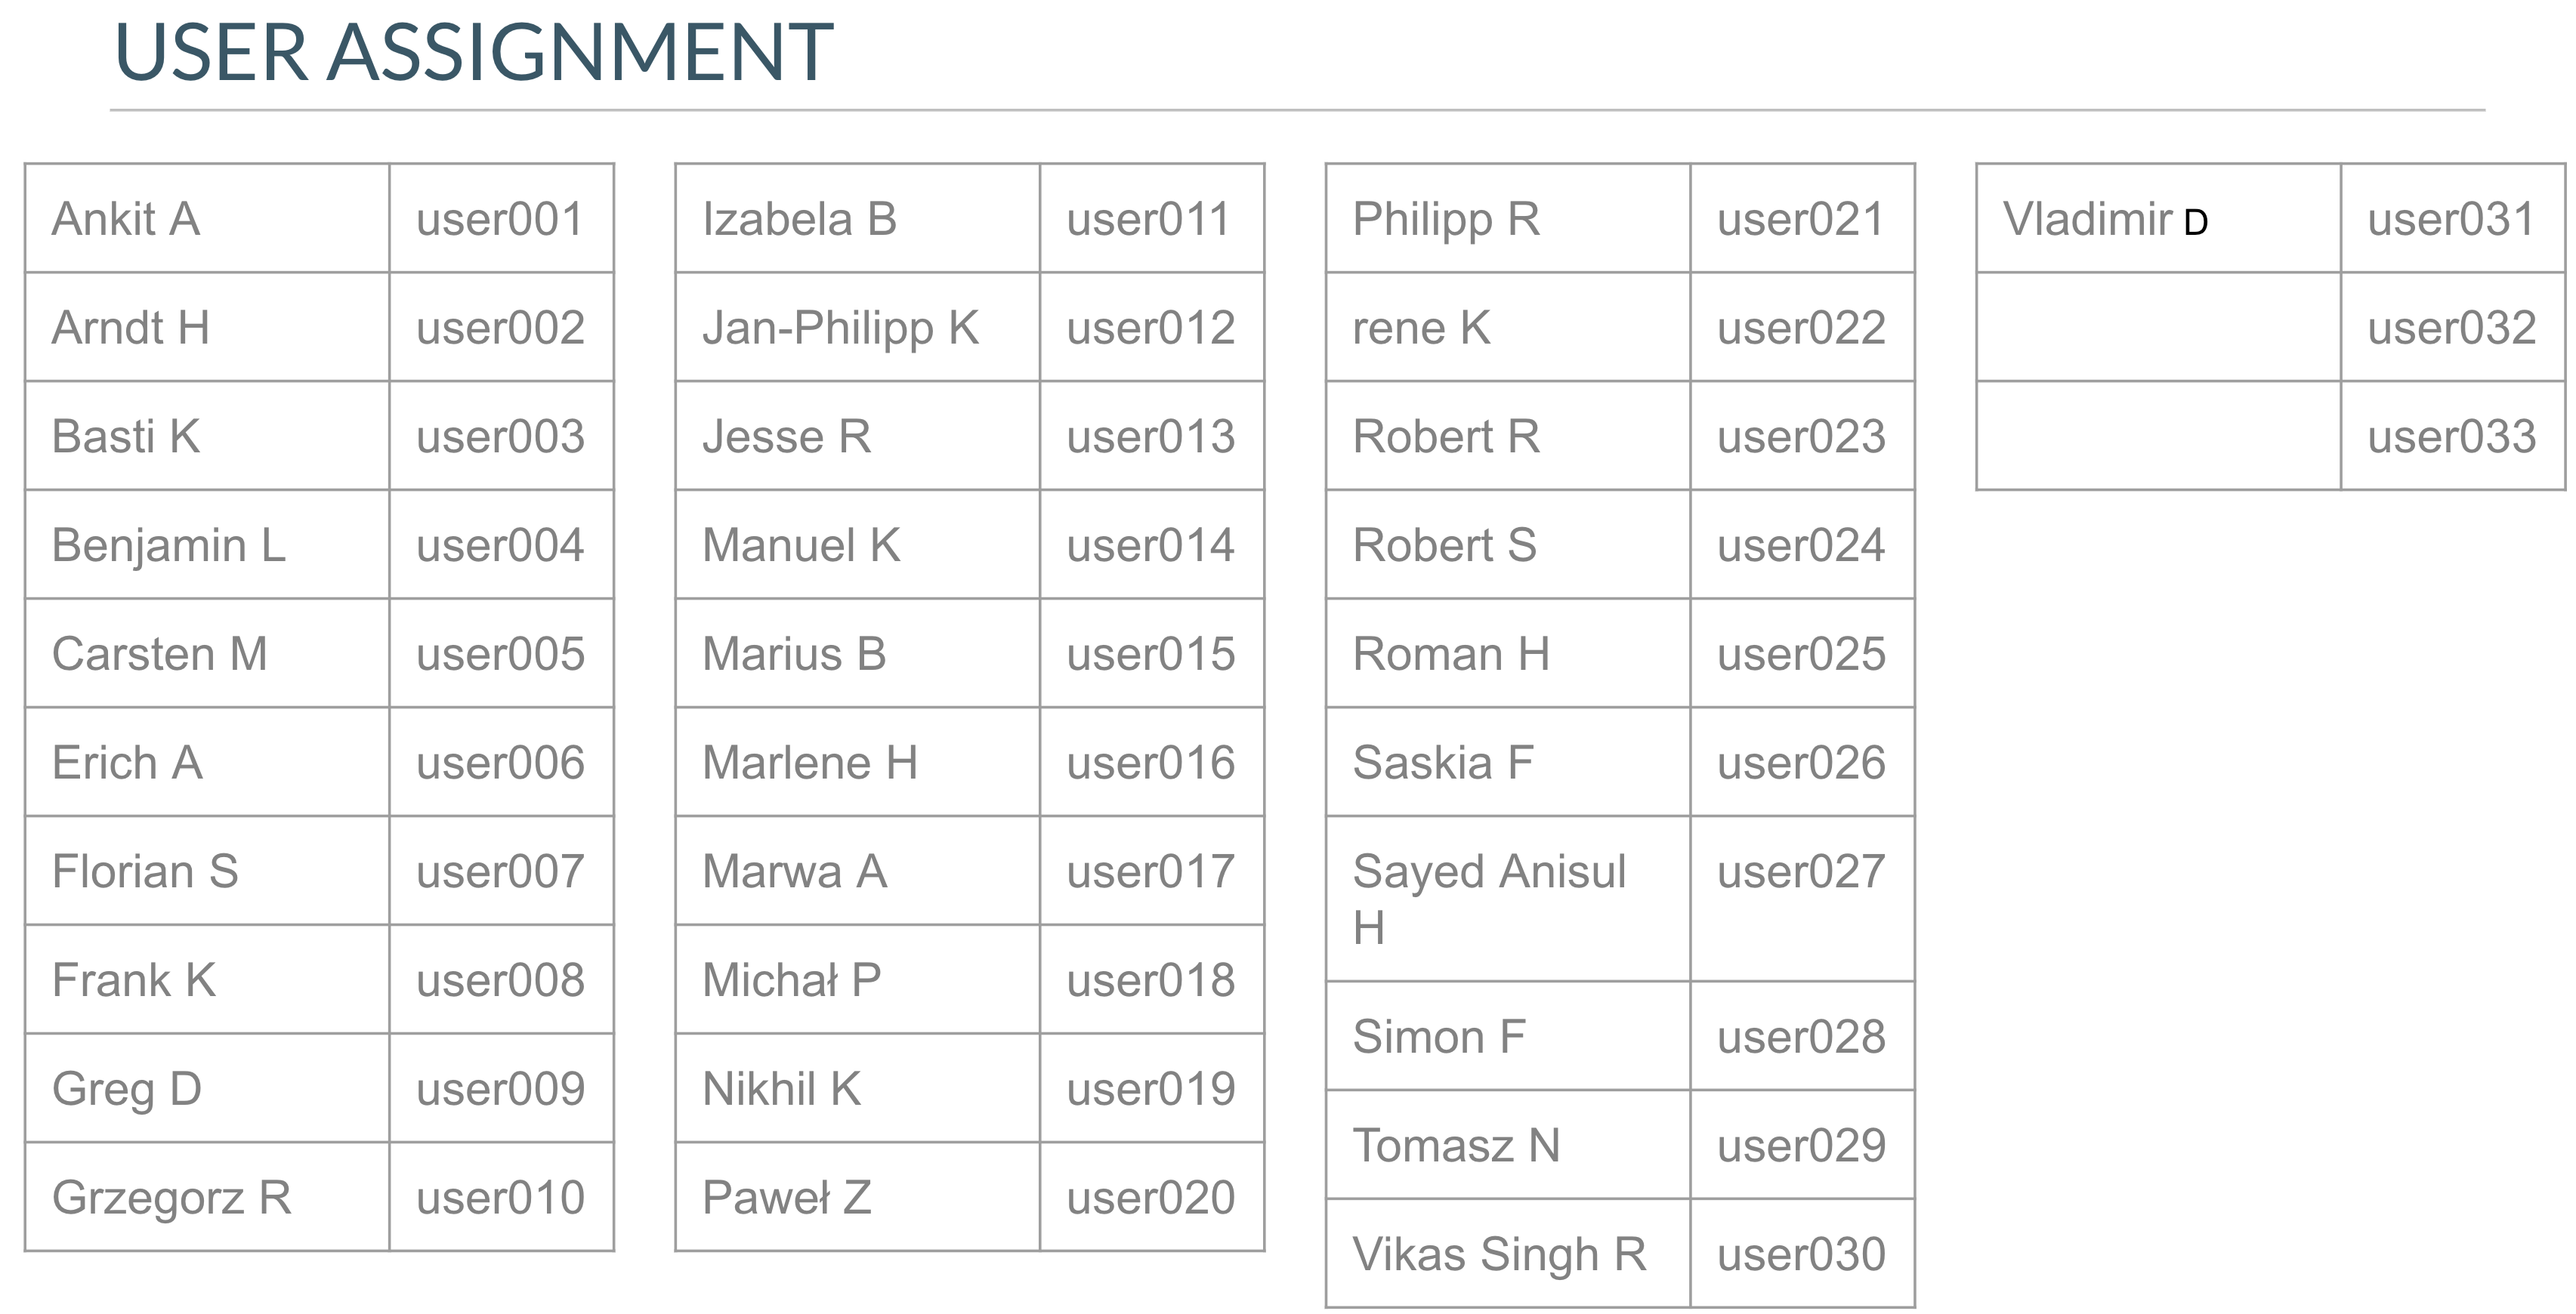 USER ASSIGNMENT
Ankit A user001
Arndt H user002
Basti K user003
Benjamin L user004
Carsten M user005
Erich A user006
Florian S user007
Frank K user008
Greg D user009
Grzegorz R user010
Izabela B user011
Jan-Philipp K user012
Jesse R user013
Manuel K user014
Marius B user015
Marlene H user016
Marwa A user017
Michał P user018
Nikhil K user019
Paweł Z user020
Philipp R user021
rene K user022
Robert R user023
Robert S user024
Roman H user025
Saskia F user026
Sayed Anisul user027
H
Simon F user028
Tomasz N user029
Vikas Singh R user030
Vladimir D user031
user032
user033